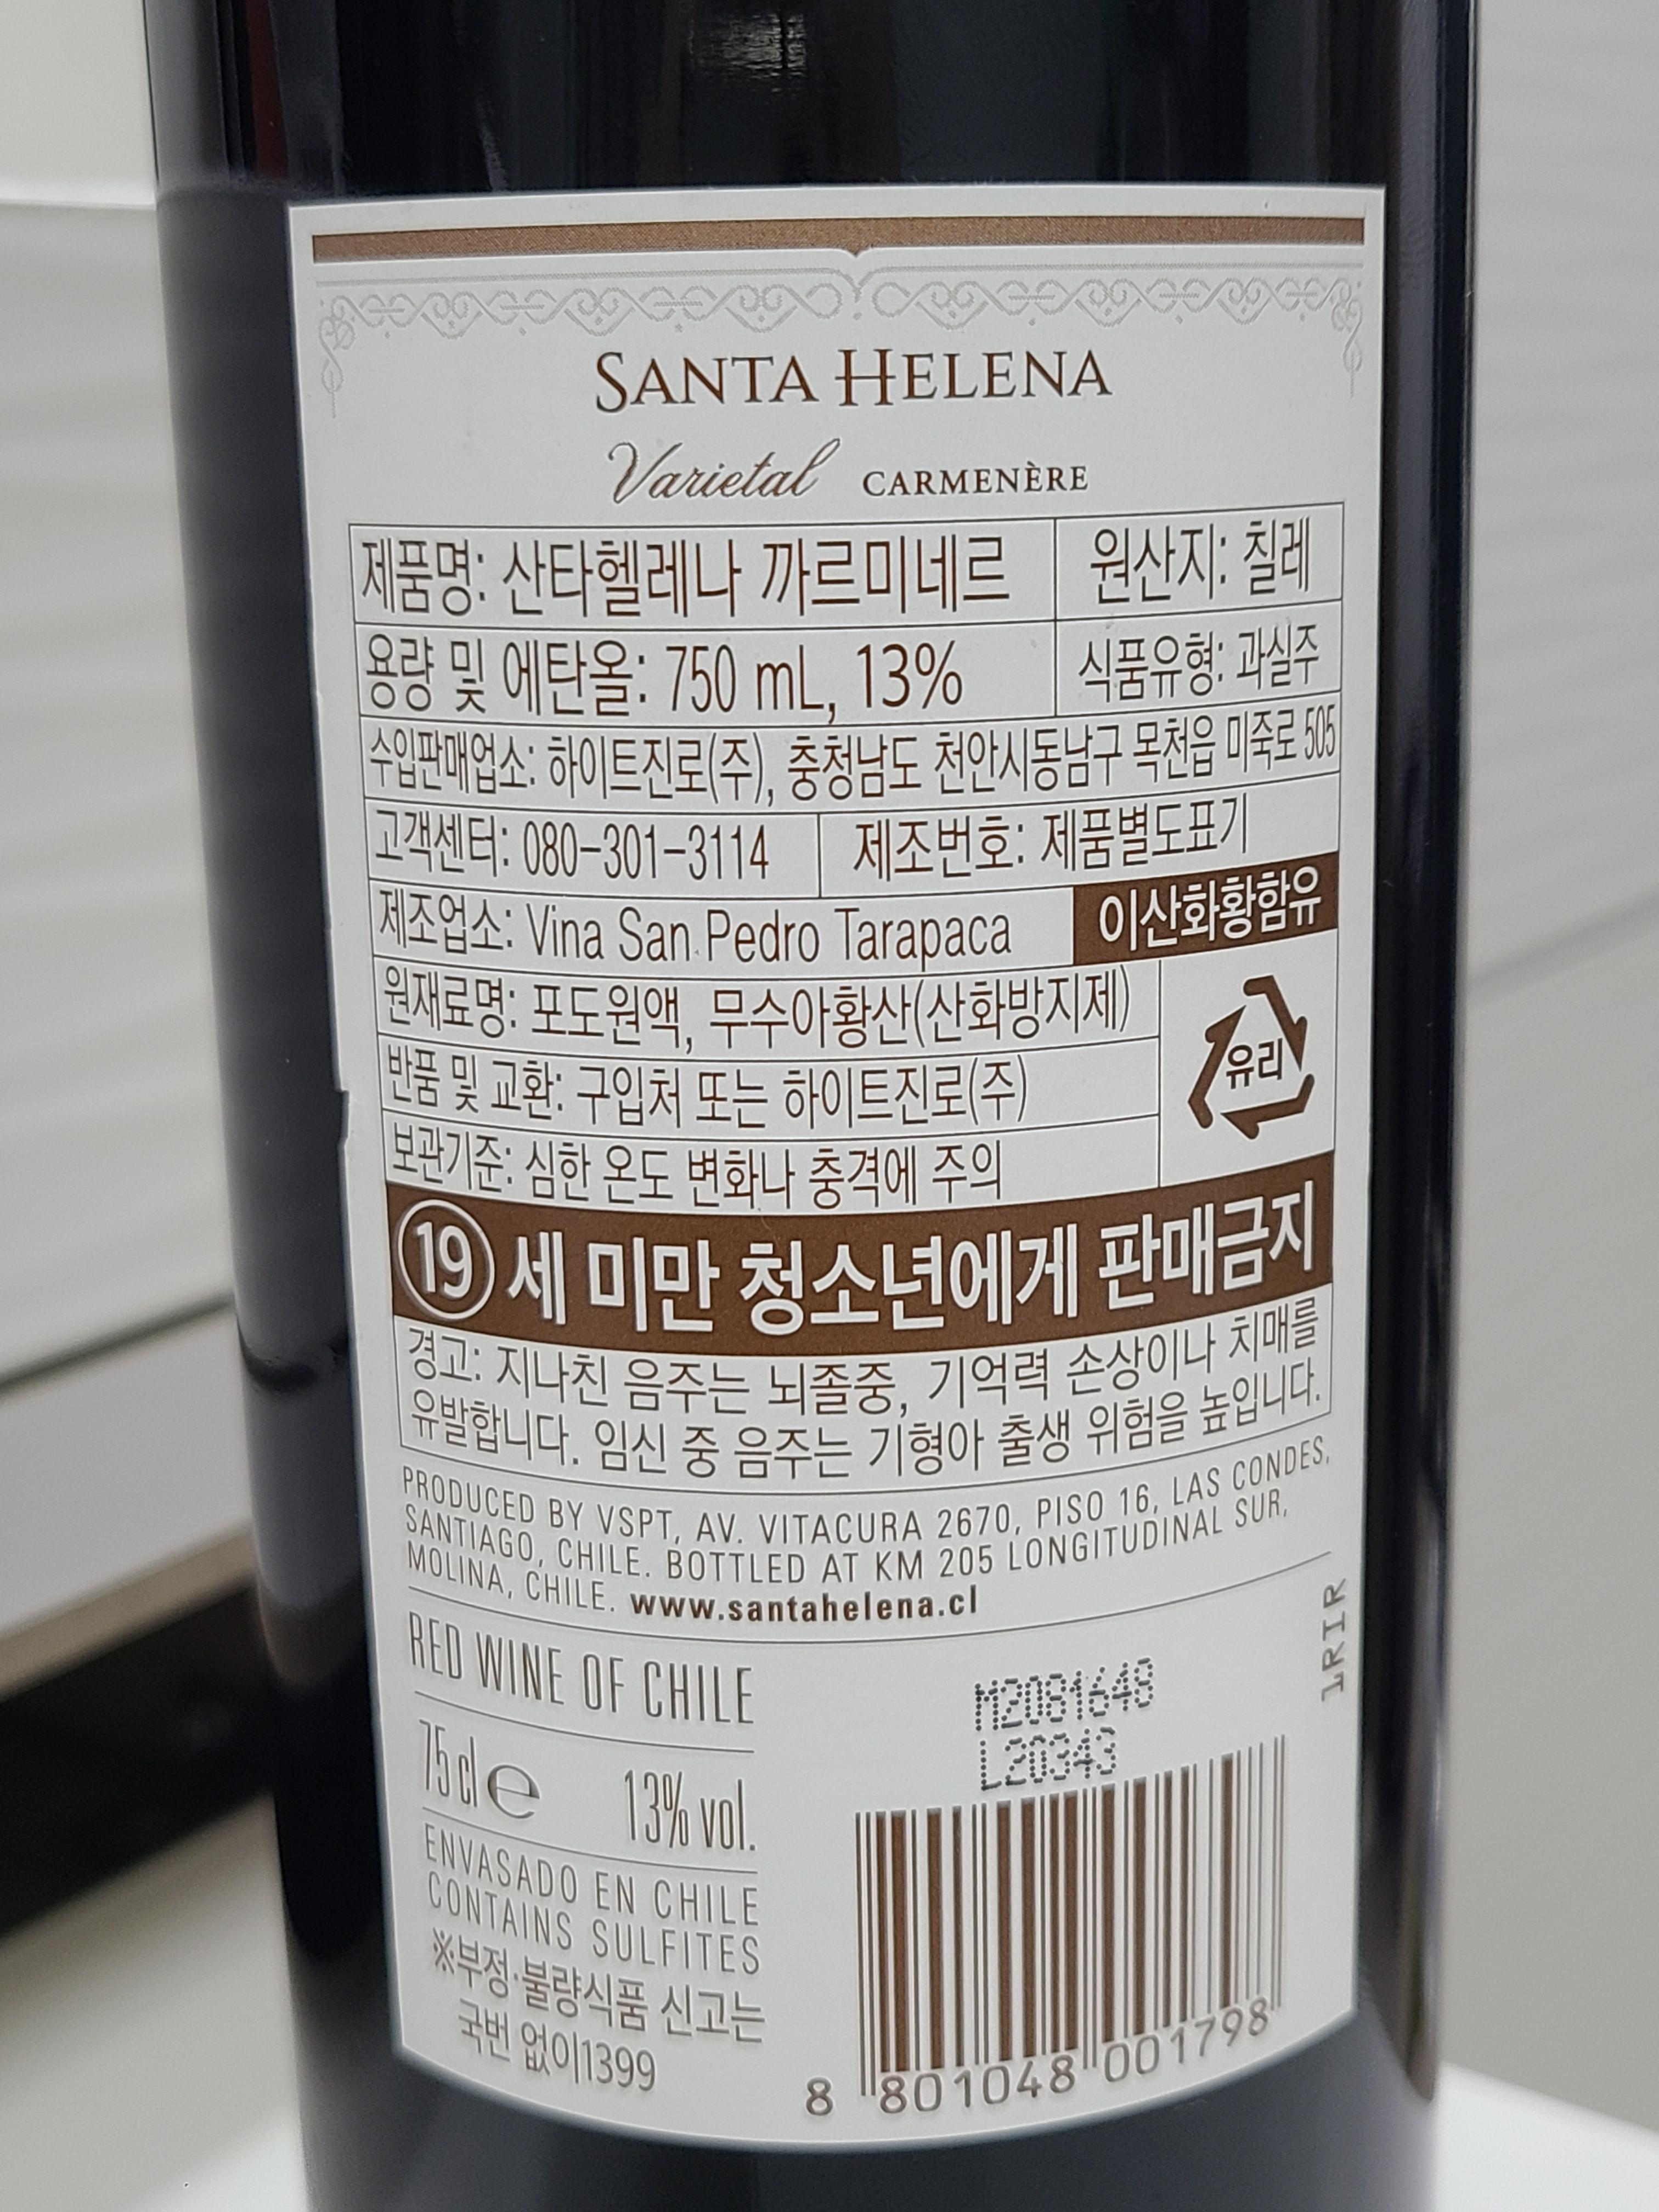 SANTA HELENA
Varietal CARMENÈRE
제품명: 산타헬레나 까르미네르 원산지: 칠레
용량 및 에탄올: 750 mL, 13% 식품유형: 과실주
수입판매업소: 하이트진로(주), 충청남도 천안시동남구 목천읍 미죽로 505
고객센터: 080-301-3114 제조번호: 제품별도표기
제조업소: Vina San Pedro Tarapaca 이산화황함유
원재료명: 포도원액, 무수아황산(산화방지제)
유리
반품 및 교환: 구입처 또는 하이트진로(주)
보관기준: 심한 온도 변화나 충격에 주의
19세 미만 청소년에게 판매금지
경고: 지나친 음주는 뇌졸중, 기억력 손상이나 치매를
유발합니다. 임신 중 음주는 기형아 출생 위험을 높입니다.
PRODUCED BY VSPT, AV. VITACURA 2670, PISO 16, LAS CONDES,
SANTIAGO, CHILE. BOTTLED AT KM 205 LONGITUDINAL SUR,
MOLINA, CHILE. www.santahelena.cl
RED WINE OF CHILE
75 cl e 13% vol.
ENVASADO EN CHILE
CONTAINS SULFITES
※부정·불량식품 신고는
국번 없이1399
1RIR
M2081648
L20343
8 801048 001798